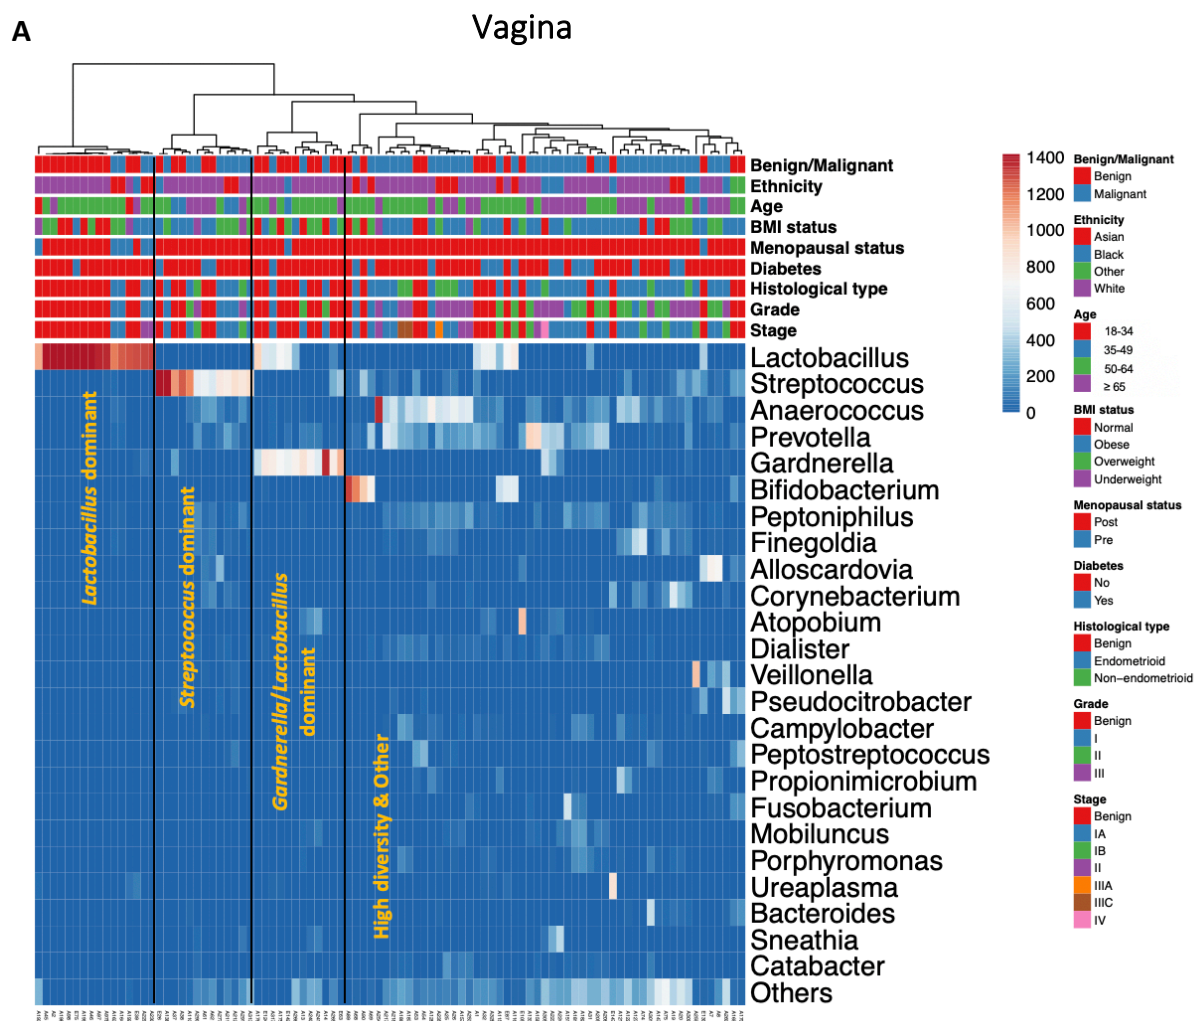 A
Vagina
Benign/Malignant
Ethnicity
Age
BMI status
Menopausal status
Diabetes
Histological type
Grade
Stage
Lactobacillus
Streptococcus
Anaerococcus
Prevotella
Gardnerella
Bifidobacterium
Peptoniphilus
Finegoldia
Alloscardovia
Corynebacterium
Atopobium
Dialister
Veillonella
Pseudocitrobacter
Campylobacter
Peptostreptococcus
Propionimicrobium
Fusobacterium
Mobiluncus
Porphyromonas
Ureaplasma
Bacteroides
Sneathia
Catabacter
Others
Lactobacillus dominant
Streptococcus dominant
Gardnerella/Lactobacillus
dominant
High diversity & Other
1400
1200
1000
800
600
400
200
0
Benign/Malignant
Benign
Malignant
Ethnicity
Asian
Black
Other
White
Age
18-34
35-49
50-64
≥ 65
BMI status
Normal
Obese
Overweight
Underweight
Menopausal status
Post
Pre
Diabetes
No
Yes
Histological type
Benign
Endometrioid
Non–endometrioid
Grade
Benign
I
II
III
Stage
Benign
IA
IB
II
IIIA
IIIC
IV